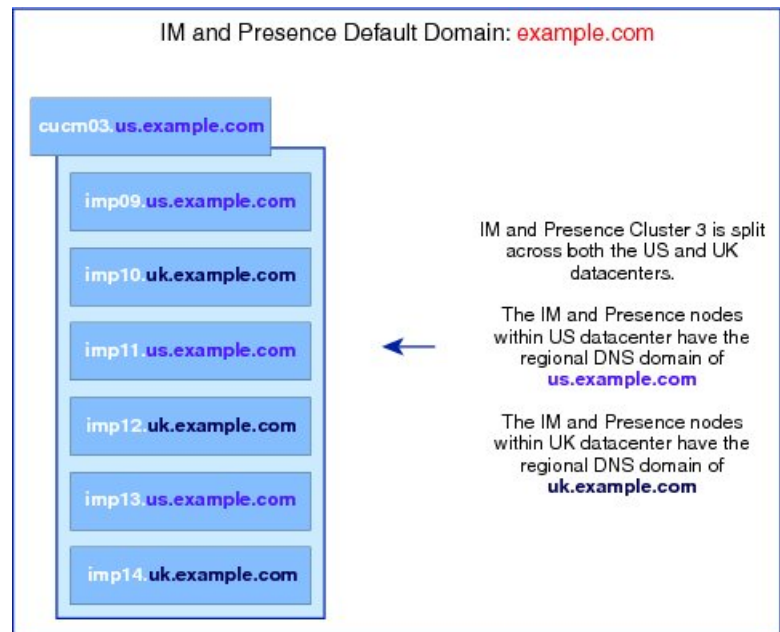 IM and Presence Default Domain: example.com
cucm03.us.example.com
imp09.us.example.com
imp10.uk.example.com
imp11.us.example.com
imp12.uk.example.com
imp13.us.example.com
imp14.uk.example.com
IM and Presence Cluster 3 is split
across both the US and UK
datacenters.
The IM and Presence nodes
within US datacenter have the
regional DNS domain of
us.example.com
The IM and Presence nodes
within UK datacenter have the
regional DNS domain of
uk.example.com